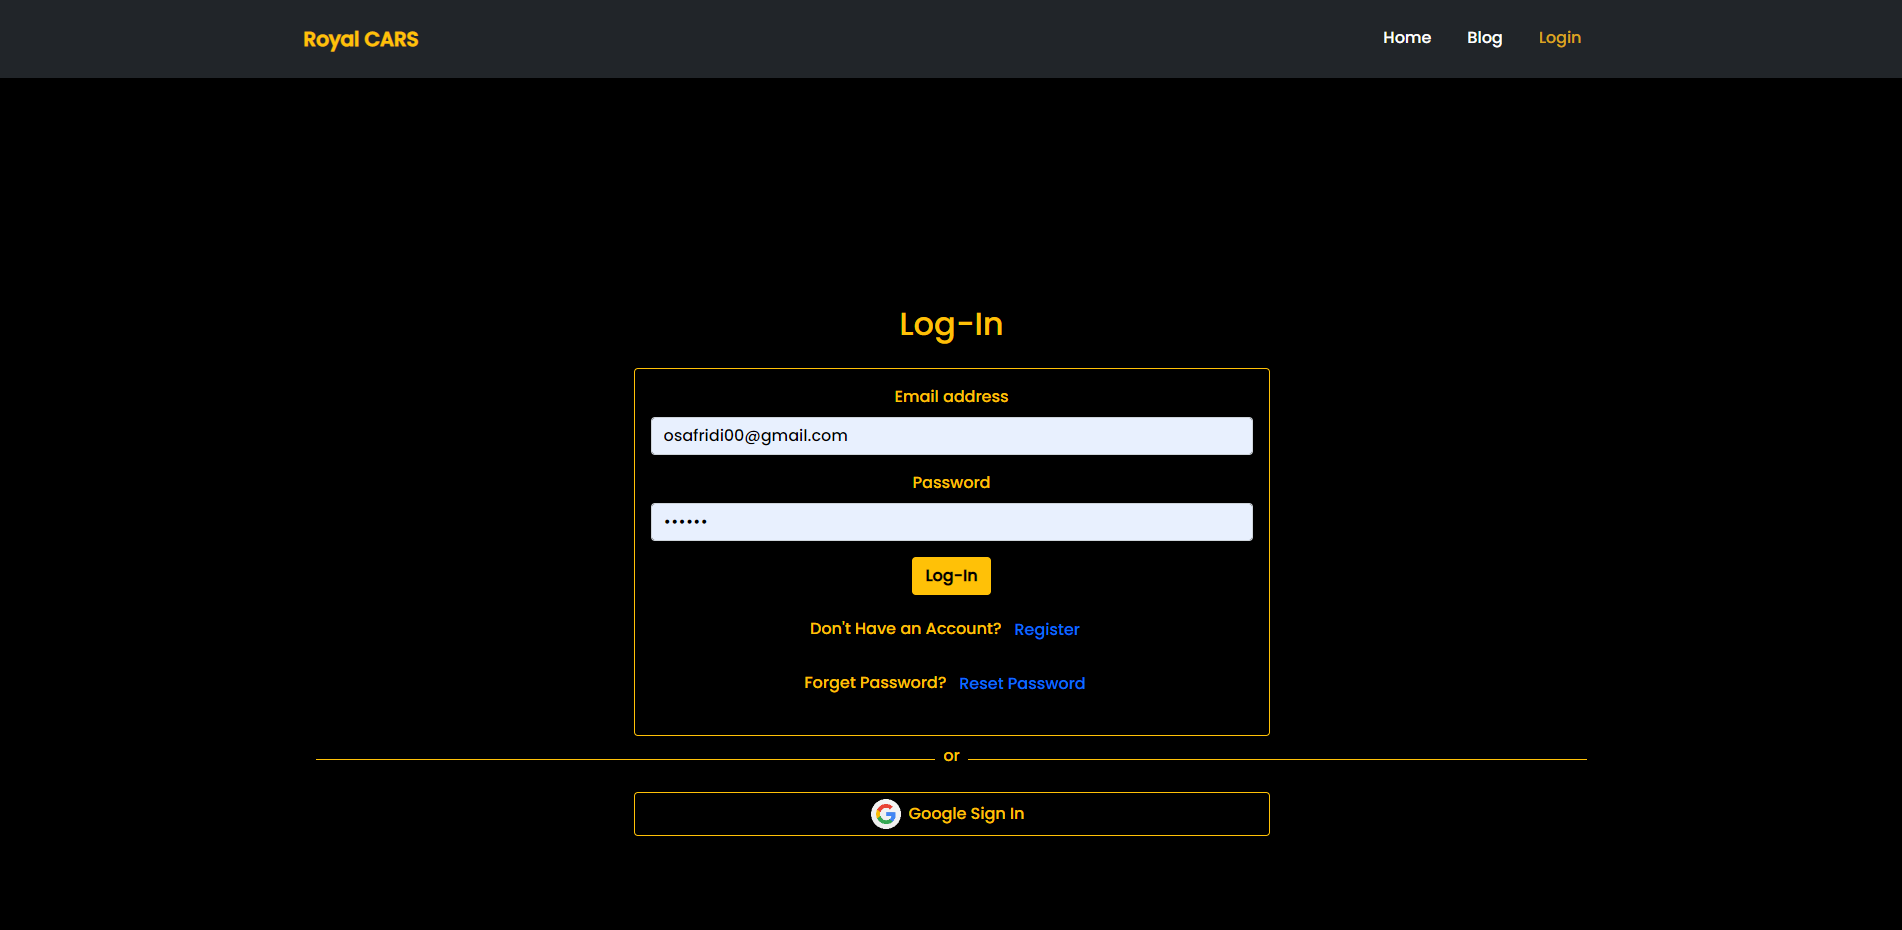 Royal CARS
Home Blog Login
Log-In
Email address
osafridi00@gmail.com
Password
••••••
Log-In
Don't Have an Account? Register
Forget Password? Reset Password
or
Google Sign In